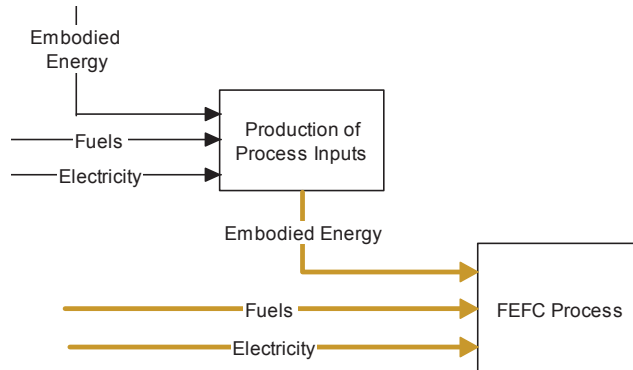 Embodied
Energy
Production of
Process Inputs
Fuels
Electricity
Embodied Energy
Fuels
FEFC Process
Electricity